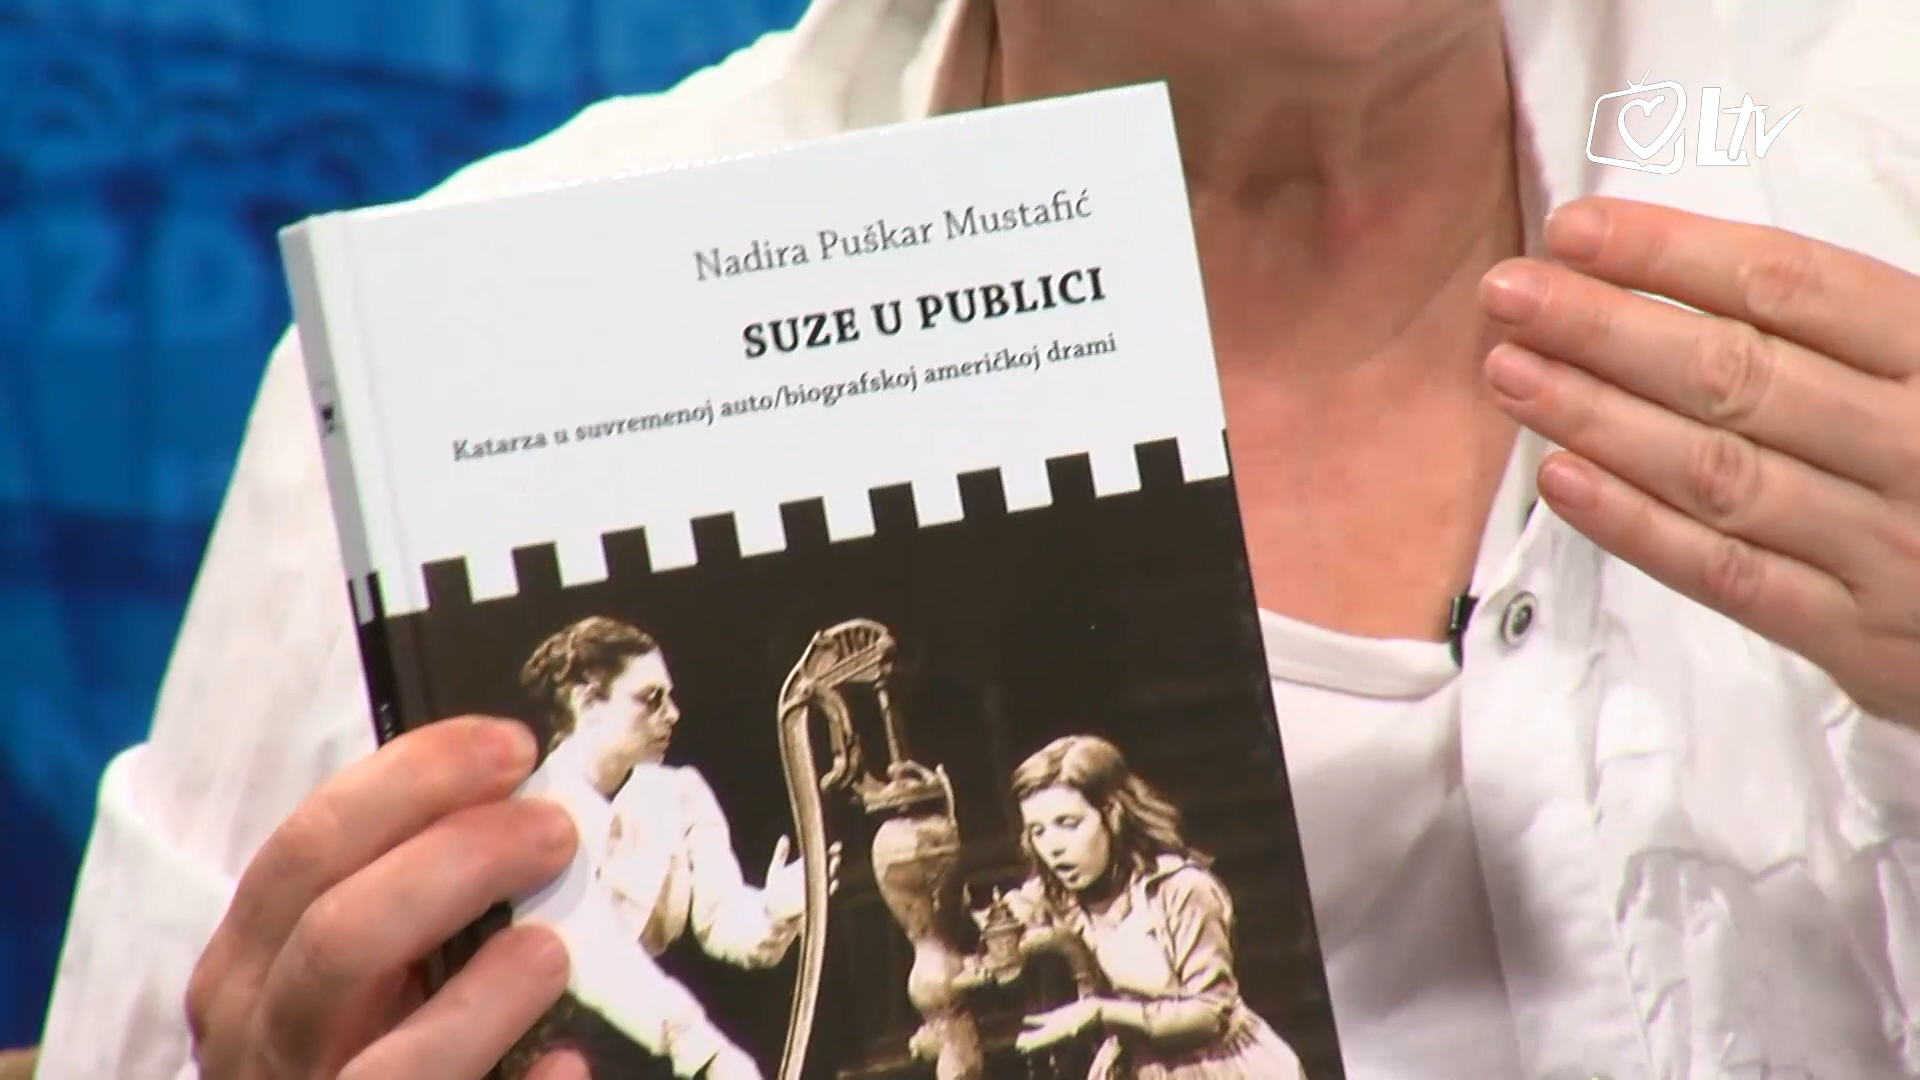 Nadira Puškar Mustafić
SUZE U PUBLICI
Katarza u suvremenoj auto/biografskoj američkoj drami
LTV